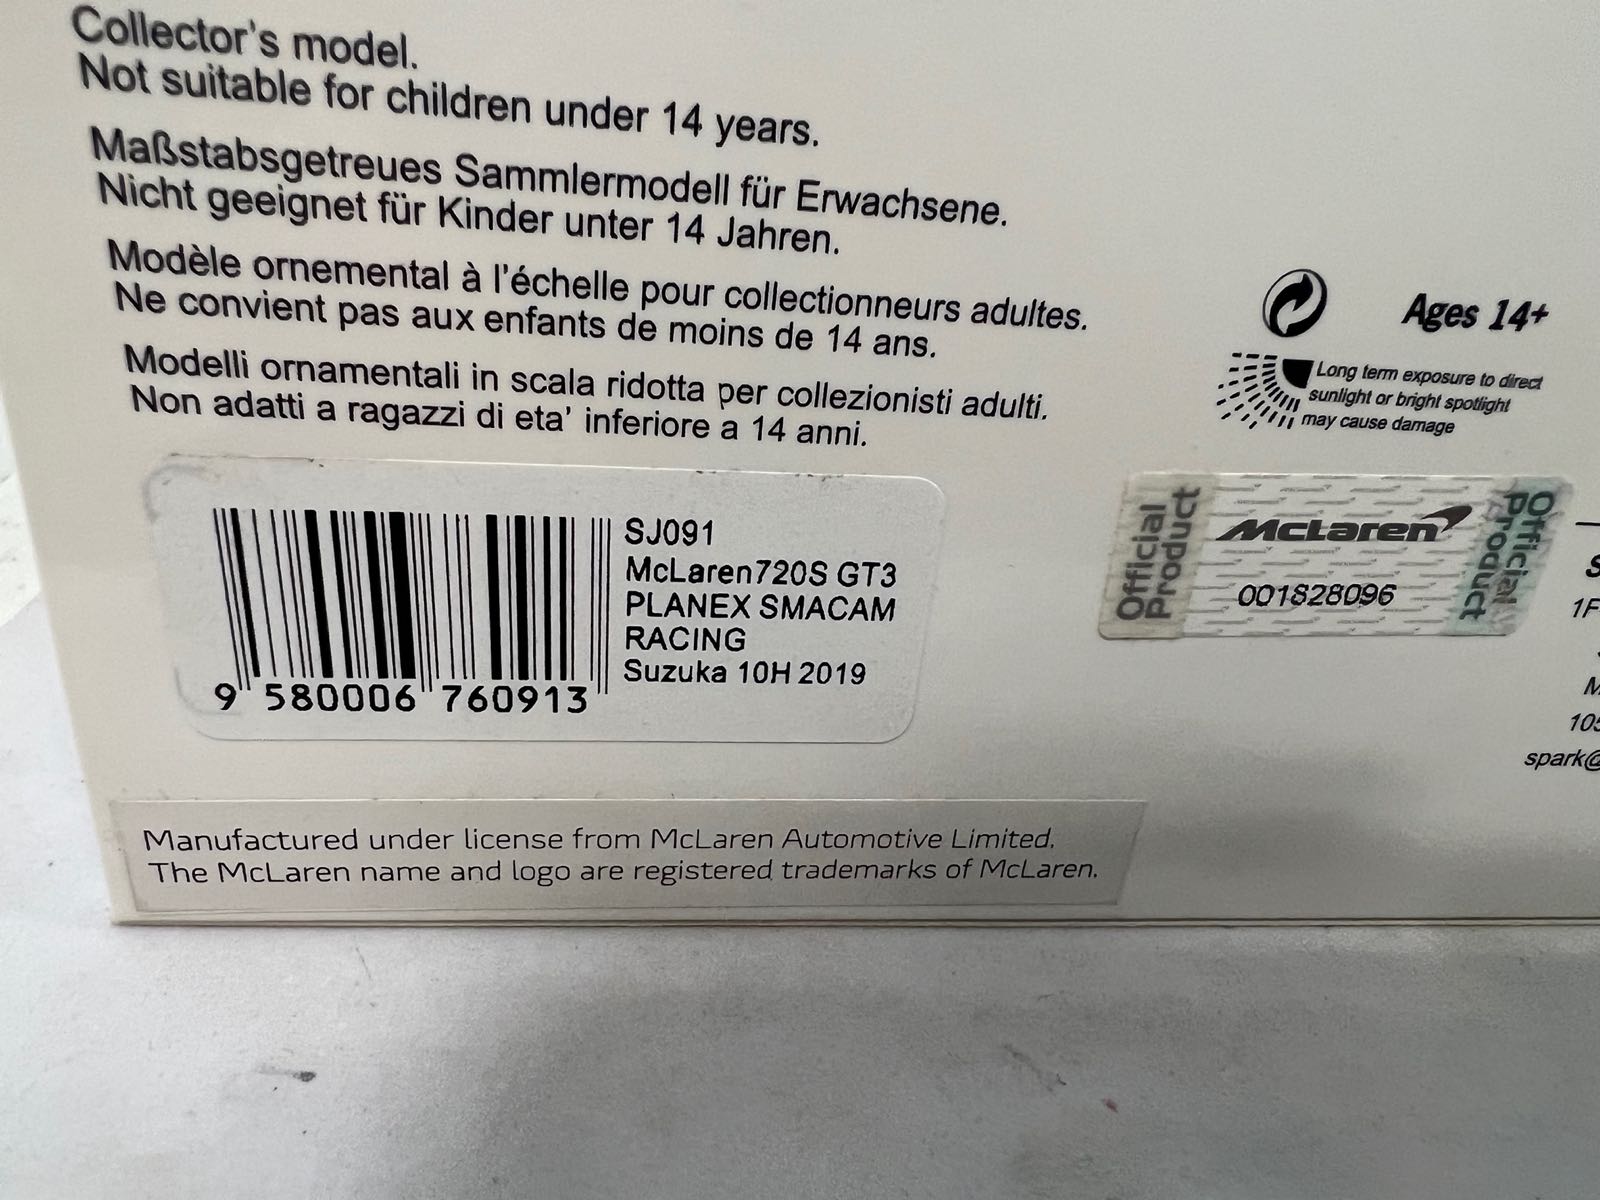 Collector's model.
Not suitable for children under 14 years.
Maßstabsgetreues Sammlermodell für Erwachsene.
Nicht geeignet für Kinder unter 14 Jahren.
Modèle ornemental à l'échelle pour collectionneurs adultes.
Ne convient pas aux enfants de moins de 14 ans.
Modelli ornamentali in scala ridotta per collezionisti adulti.
Non adatti a ragazzi di eta' inferiore a 14 anni.
Ages 14+
Long term exposure to direct
sunlight or bright spotlight
may cause damage
SJ091
McLaren720S GT3
PLANEX SMACAM
RACING
Suzuka 10H 2019
9 580006 760913
Official
Product
McLaren
001828096
Official
Product
1F
105
spark@
Manufactured under license from McLaren Automotive Limited.
The McLaren name and logo are registered trademarks of McLaren.